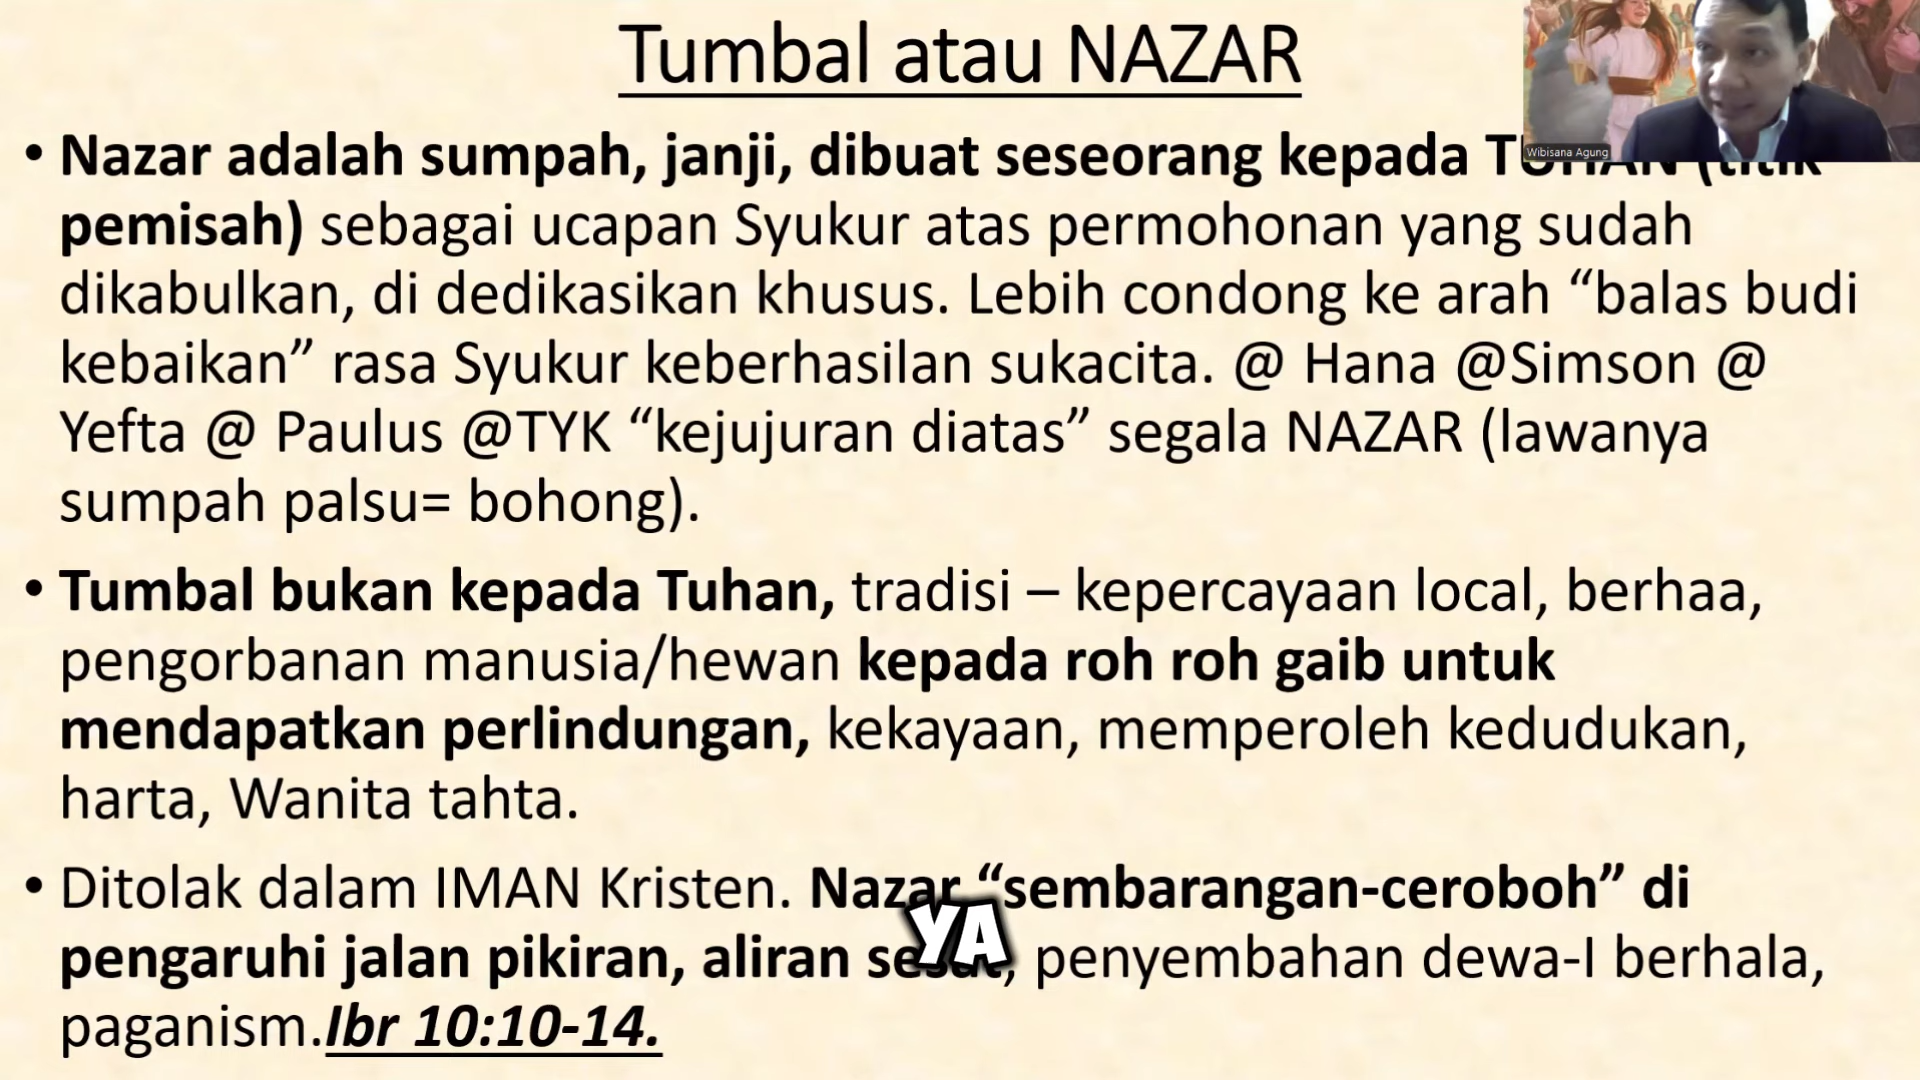 Tumbal atau NAZAR
Wibisana Agung
• Nazar adalah sumpah, janji, dibuat seseorang kepada TUHAN (titik
pemisah) sebagai ucapan Syukur atas permohonan yang sudah
dikabulkan, di dedikasikan khusus. Lebih condong ke arah “balas budi
kebaikan” rasa Syukur keberhasilan sukacita. @ Hana @Simson @
Yefta @ Paulus @TYK “kejujuran diatas” segala NAZAR (lawanya
sumpah palsu= bohong).
• Tumbal bukan kepada Tuhan, tradisi – kepercayaan local, berhaa,
pengorbanan manusia/hewan kepada roh roh gaib untuk
mendapatkan perlindungan, kekayaan, memperoleh kedudukan,
harta, Wanita tahta.
• Ditolak dalam IMAN Kristen. Nazar “sembarangan-ceroboh” di
YA
pengaruhi jalan pikiran, aliran sesat, penyembahan dewa-I berhala,
paganism.Ibr 10:10-14.